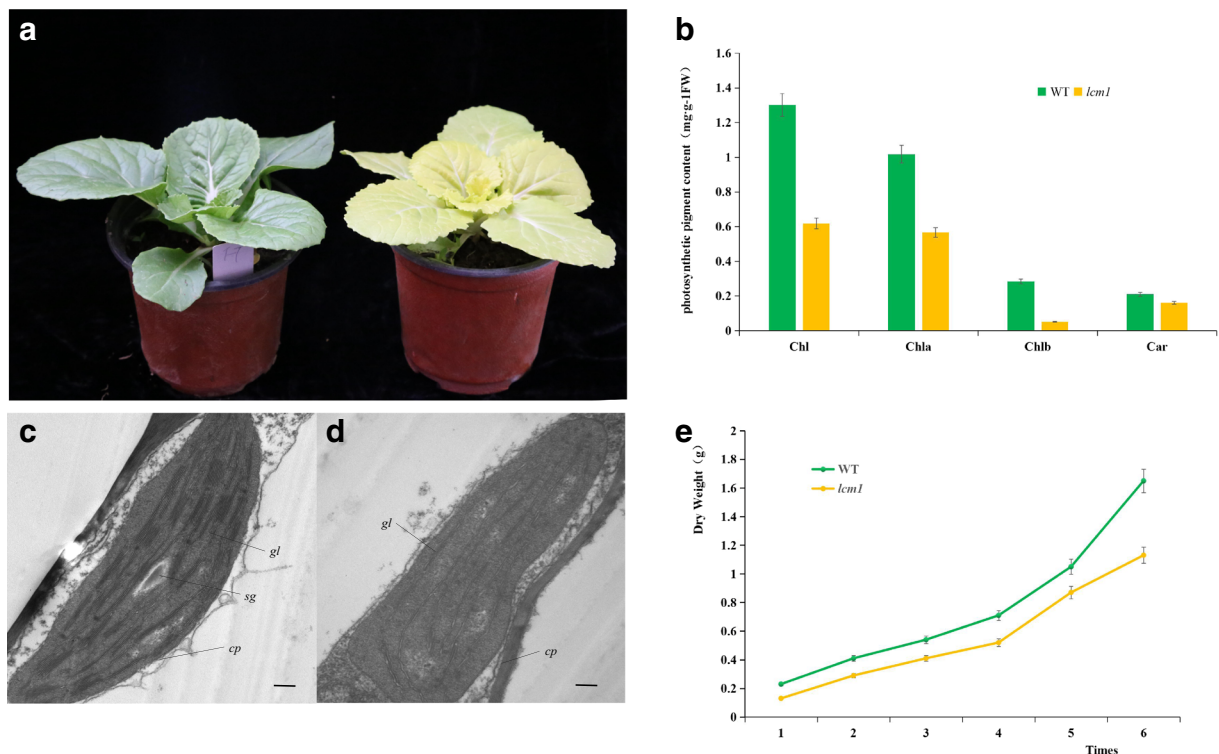 a
b
photosynthetic pigment content（mg·g-1FW）
1.6
1.4
1.2
1
0.8
0.6
0.4
0.2
0
WT lcm1
Chl Chla Chlb Car
c
gl
sg
cp
d
gl
cp
e
Dry Weight（g）
2
1.8
1.6
1.4
1.2
1
0.8
0.6
0.4
0.2
0
WT
lcm1
1 2 3 4 5 6
Times